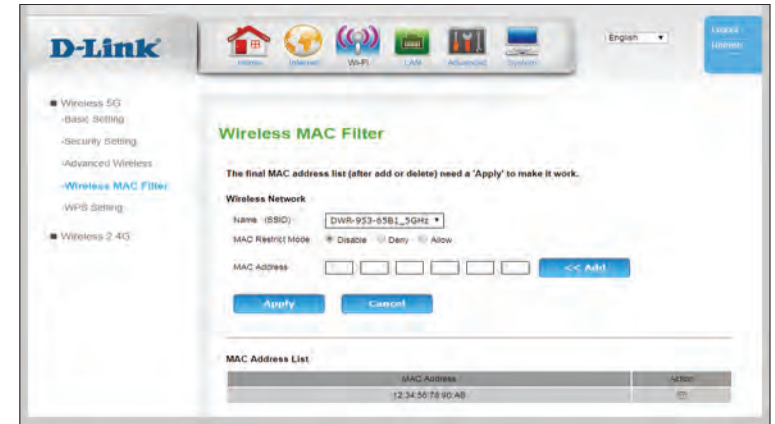 D-Link
Home Internet Wi-Fi LAN Advanced System
English
Logout
Wireless 5G
-Basic Setting
-Security Setting
-Advanced Wireless
-Wireless MAC Filter
-WPS Setting
Wireless 2.4G
Wireless MAC Filter
The final MAC address list (after add or delete) need a 'Apply' to make it work.
Wireless Network
Name (SSID) DWR-953-65B1_5GHz
MAC Restrict Mode Disable Deny Allow
MAC Address << Add
Apply Cancel
MAC Address List
MAC Address Action
12:34:56:78:90:AB